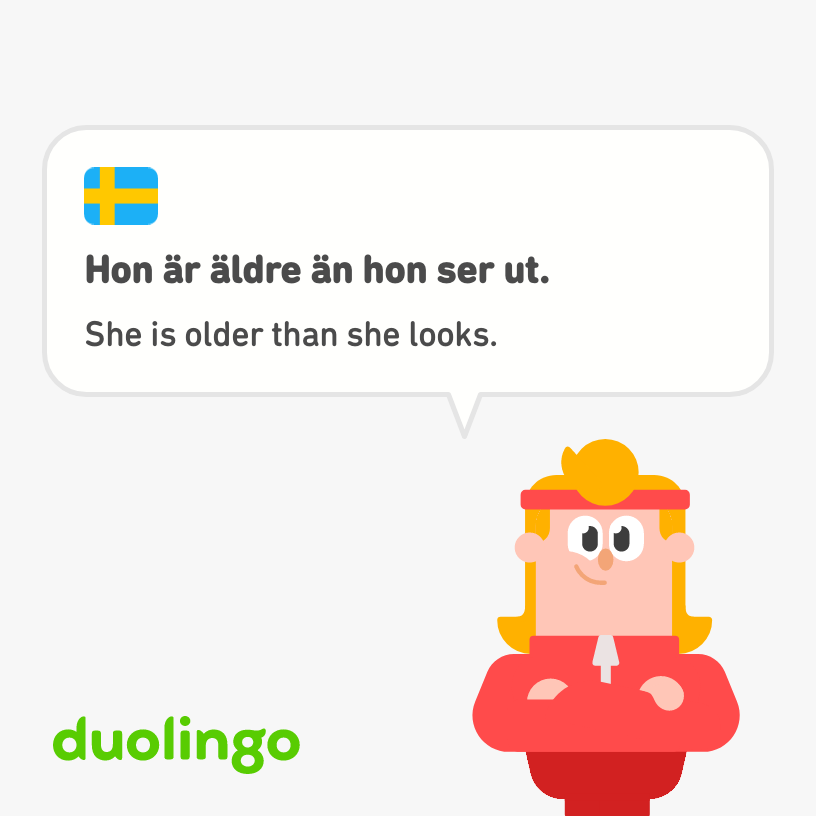 Hon är äldre än hon ser ut.
She is older than she looks.
duolingo